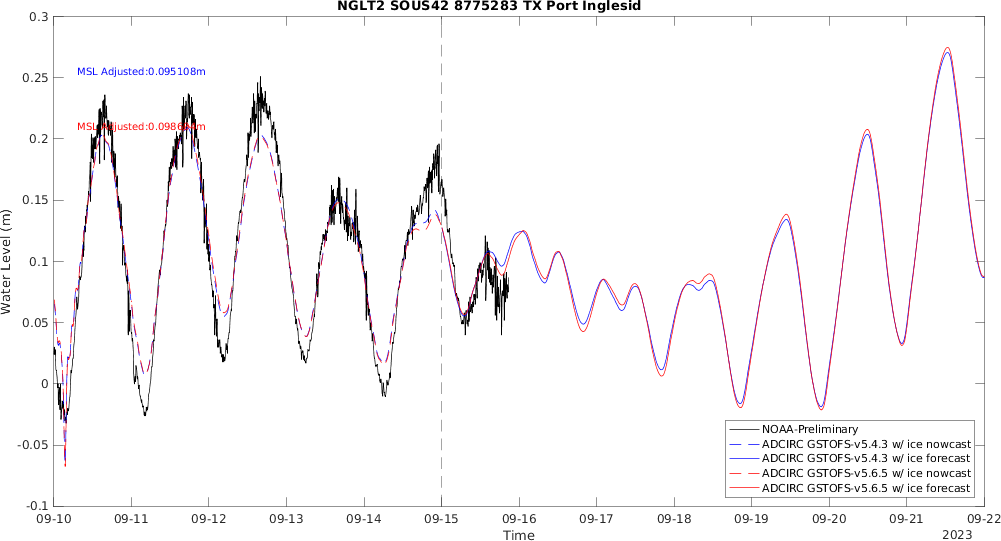 NGLT2 SOUS42 8775283 TX Port Inglesid
0.3
0.25
0.2
0.15
0.1
0.05
0
-0.05
-0.1
Water Level (m)
MSL Adjusted:0.095108m
MSL Adjusted:
NOAA-Preliminary
ADCIRC GSTOFS-v5.4.3 w/ ice nowcast
ADCIRC GSTOFS-v5.4.3 w/ ice forecast
ADCIRC GSTOFS-v5.6.5 w/ ice nowcast
ADCIRC GSTOFS-v5.6.5 w/ ice forecast
09-10 09-11 09-12 09-13 09-14 09-15 09-16 09-17 09-18 09-19 09-20 09-21 09-22
Time
2023